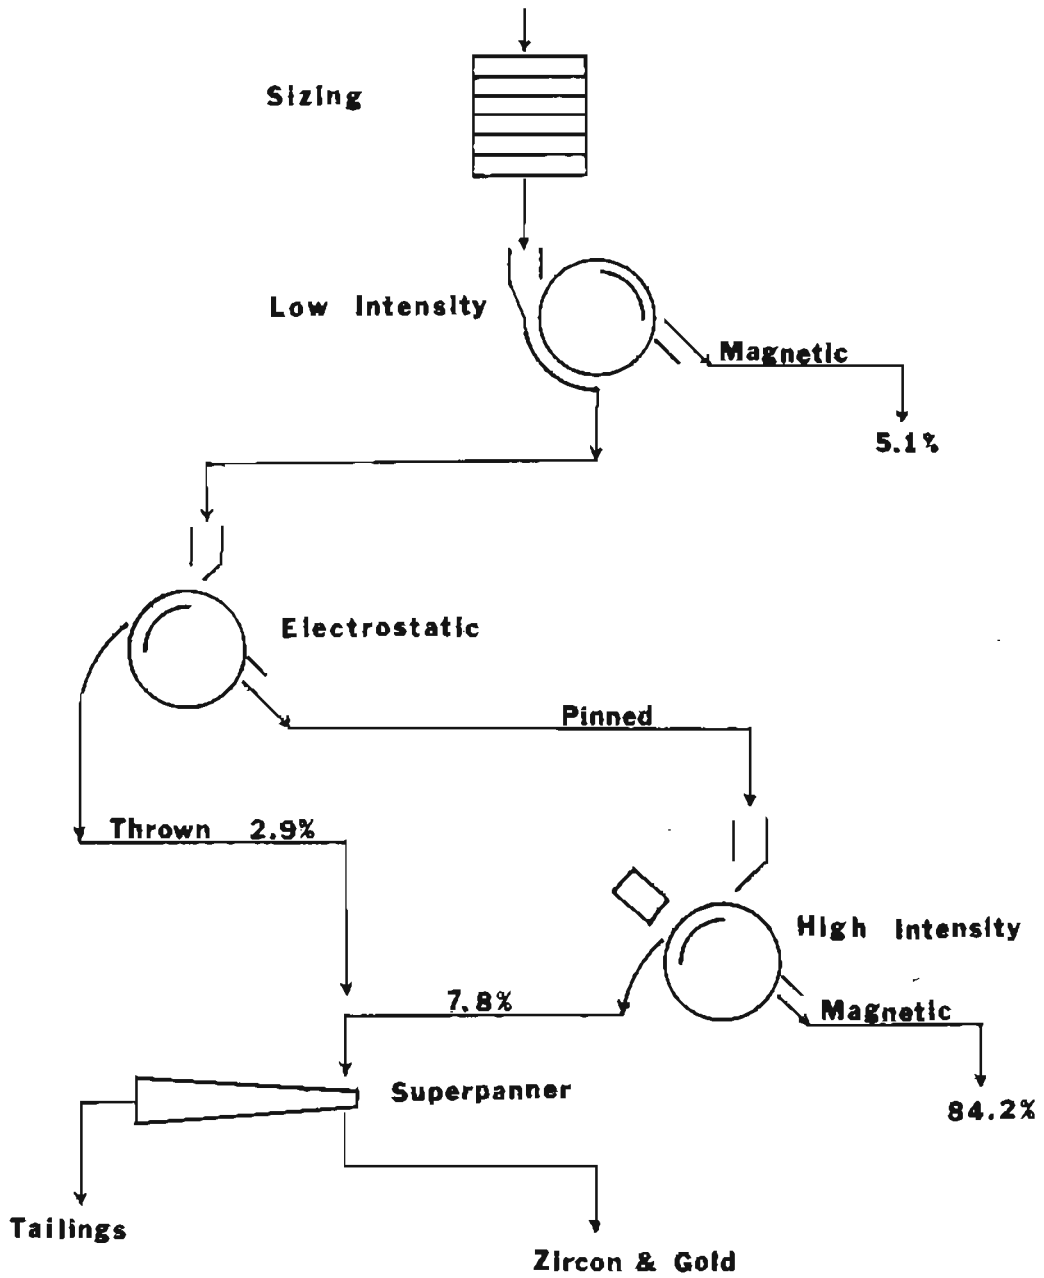 Sizing
Low Intensity
Magnetic
5.1%
Electrostatic
Pinned
Thrown 2.9%
High Intensity
7.8%
Magnetic
Superpanner
84.2%
Tailings
Zircon & Gold